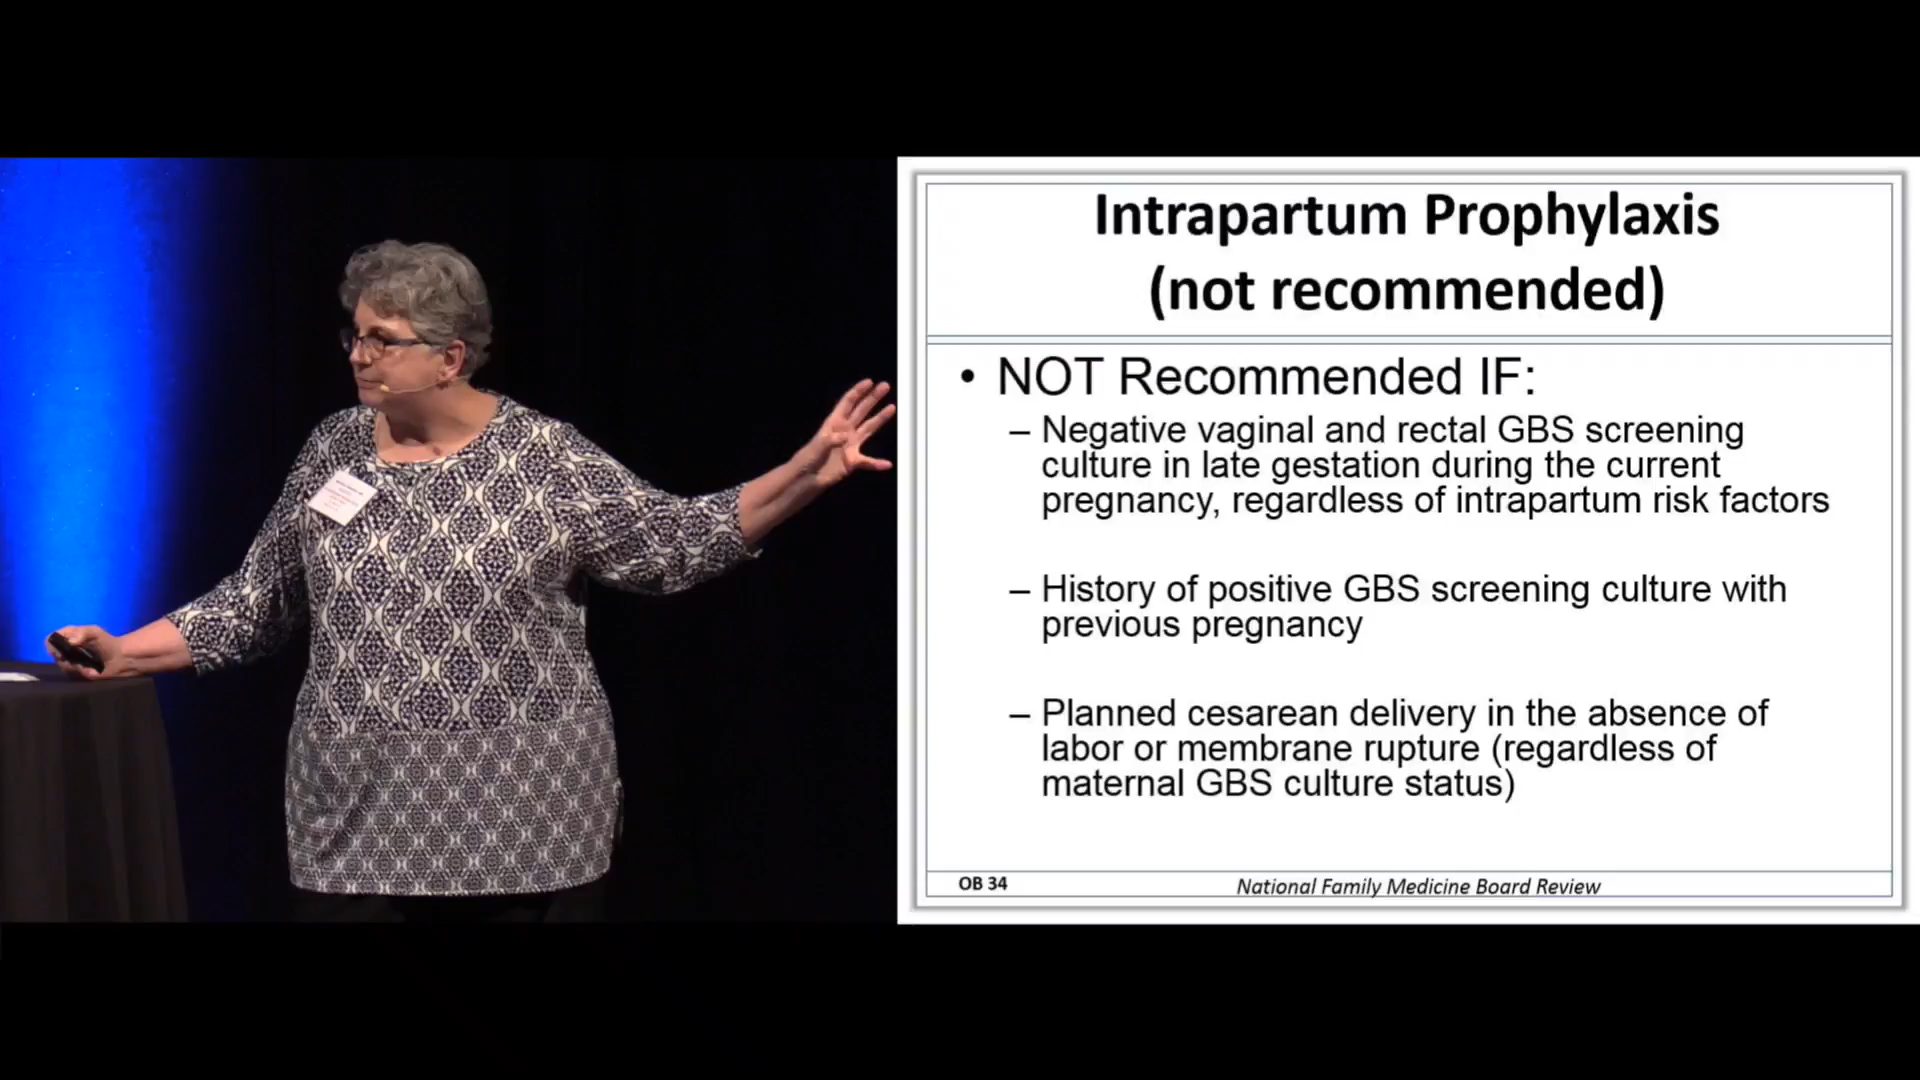 Intrapartum Prophylaxis
(not recommended)
• NOT Recommended IF:
– Negative vaginal and rectal GBS screening
culture in late gestation during the current
pregnancy, regardless of intrapartum risk factors
– History of positive GBS screening culture with
previous pregnancy
– Planned cesarean delivery in the absence of
labor or membrane rupture (regardless of
maternal GBS culture status)
OB 34
National Family Medicine Board Review